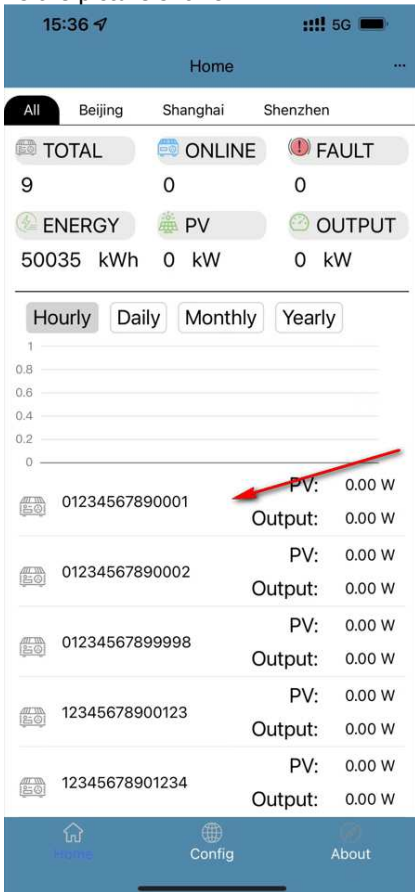 15:36 5G
Home ...
All Beijing Shanghai Shenzhen
TOTAL ONLINE FAULT
9 0 0
ENERGY PV OUTPUT
50035 kWh 0 kW 0 kW
Hourly Daily Monthly Yearly
1
0.8
0.6
0.4
0.2
0
01234567890001 PV: 0.00 W
Output: 0.00 W
01234567890002 PV: 0.00 W
Output: 0.00 W
01234567899998 PV: 0.00 W
Output: 0.00 W
12345678900123 PV: 0.00 W
Output: 0.00 W
12345678901234 PV: 0.00 W
Output: 0.00 W
Home Config About